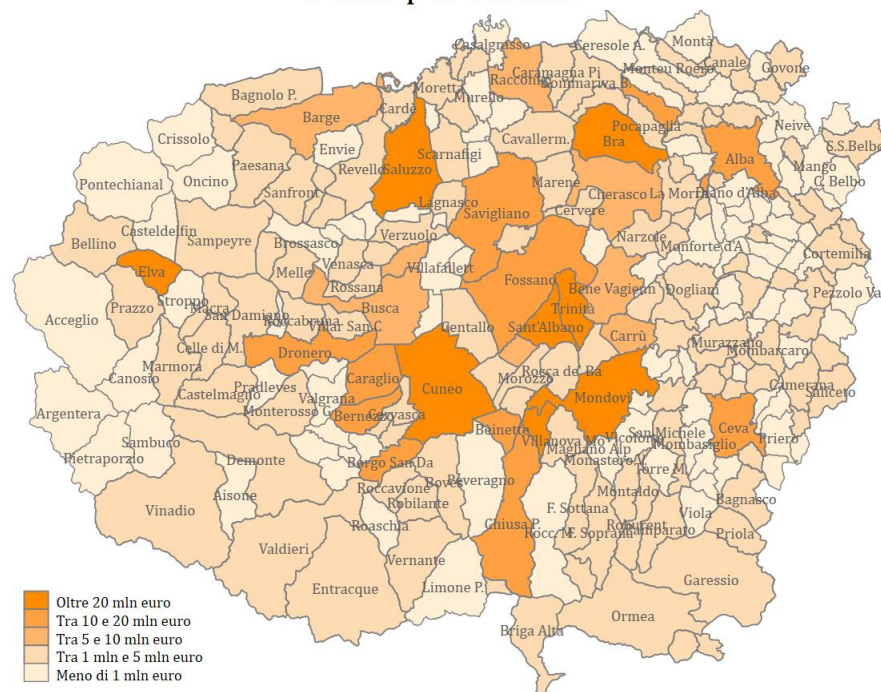 Casalgrasso
Ceresole A.
Montà
Canale
Govone
Caramagna Pi
Racconigi
Sommariva B.
Monteu Roero
Bagnolo P.
Moretta
Murello
Cardè
Barge
Pocapaglia
Bra
Neive
S.S.Belbo
Crissolo
Envie
Cavallerm.
Alba
Mango
Paesana
Revello
Saluzzo
Scarnafigi
C. Belbo
Pontechianal
Oncino
Sanfront
Marene
Cherasco
La Morra
Diano d'Alba
Lagnasco
Savigliano
Cervere
Casteldelfin
Sampeyre
Verzuolo
Narzole
Monforte d'A
Bellino
Brossasco
Cortemilia
Elva
Melle
Venasca
Villafallett
Fossano
Rossana
Bene Vagienn
Dogliani
Pezzolo Va
Acceglio
Prazzo
Stroppo
Macra
San Damiano
Busca
Trinità
Roccabruna
Villar San C
Centallo
Sant'Albano
Carrù
Murazzano
Mombarcaro
Celle di M.
Dronero
Marmora
Canosio
Caraglio
Rocca de' Ba
Morozzo
Camerana
Saliceto
Castelmagno
Pradleves
Cuneo
Mondovì
Valgrana
Argentera
Monterosso G
Bernezzo
Cervasca
Beinette
Villanova Mo
Vicoforte
San Michele
Ceva
Priero
Sambuco
Magliano Alp
Mombasiglio
Pietraporzio
Demonte
Borgo San Da
Monastero V.
Torre M.
Aisone
Roccavione
Boves
Peveragno
Montaldo
Bagnasco
Vinadio
Robilante
F. Sottana
Viola
Roaschia
Chiusa P.
Rocc. M
F. Soprana
Roburent
Pamparato
Priola
Valdieri
Vernante
Entracque
Limone P.
Garessio
Ormea
Briga Alta
Oltre 20 mln euro
Tra 10 e 20 mln euro
Tra 5 e 10 mln euro
Tra 1 mln e 5 mln euro
Meno di 1 mln euro